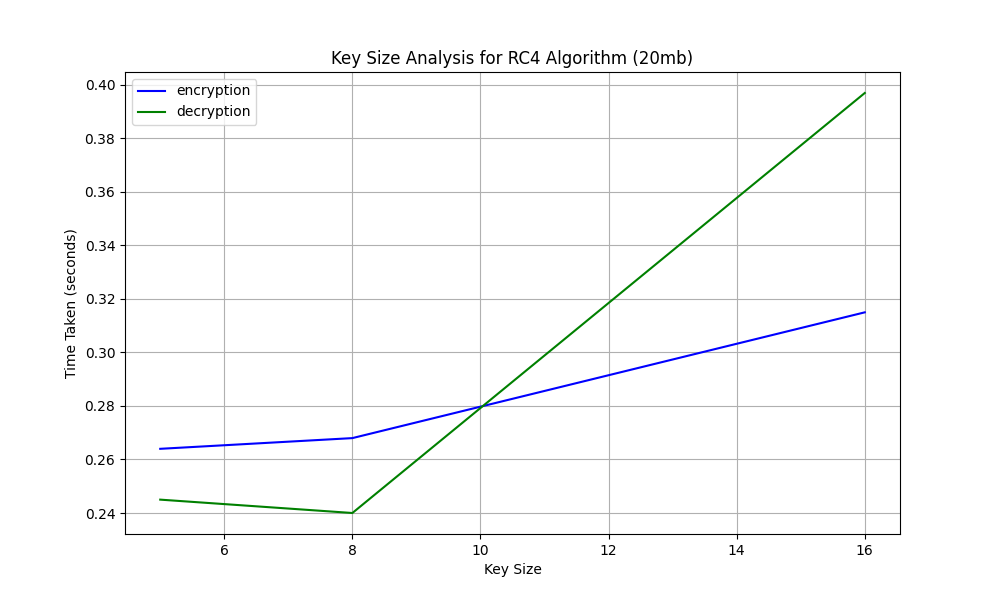 Key Size Analysis for RC4 Algorithm (20mb)
encryption
decryption
0.40
0.38
0.36
0.34
0.32
0.30
0.28
0.26
0.24
Time Taken (seconds)
6 8 10 12 14 16
Key Size